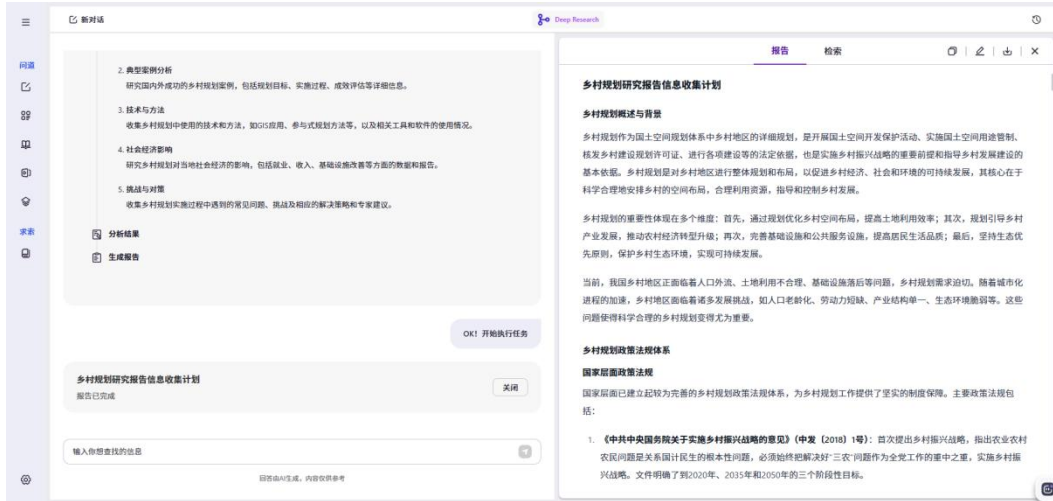 新对话
Deep Research
问道
求索
2. 典型案例分析
研究国内外成功的乡村规划案例，包括规划目标、实施过程、成效评估等详细信息。
3. 技术与方法
收集乡村规划中使用的技术和方法，如GIS应用、参与式规划方法等，以及相关工具和软件的使用情况。
4. 社会经济影响
研究乡村规划对当地社会经济的影响，包括就业、收入、基础设施改善等方面的数据和报告。
5. 挑战与对策
收集乡村规划实施过程中遇到的常见问题、挑战及相应的解决策略和专家建议。
分析结果
生成报告
OK！开始执行任务
乡村规划研究报告信息收集计划
报告已完成
关闭
输入你想查找的信息
回答由AI生成，内容仅供参考
报告
检索
乡村规划研究报告信息收集计划
乡村规划概述与背景
乡村规划作为国土空间规划体系中乡村地区的详细规划，是开展国土空间开发保护活动、实施国土空间用途管制、
核发乡村建设规划许可证、进行各项建设等的法定依据，也是实施乡村振兴战略的重要前提和指导乡村发展建设的
基本依据。乡村规划是对乡村地区进行整体规划和布局，以促进乡村经济、社会和环境的可持续发展，其核心在于
科学合理地安排乡村的空间布局，合理利用资源，指导和控制乡村发展。
乡村规划的重要性体现在多个维度：首先，通过规划优化乡村空间布局，提高土地利用效率；其次，规划引导乡村
产业发展，推动农村经济转型升级；再次，完善基础设施和公共服务设施，提高居民生活品质；最后，坚持生态优
先原则，保护乡村生态环境，实现可持续发展。
当前，我国乡村地区正面临着人口外流、土地利用不合理、基础设施落后等问题，乡村规划需求迫切。随着城市化
进程的加速，乡村地区面临着诸多发展挑战，如人口老龄化、劳动力短缺、产业结构单一、生态环境脆弱等。这些
问题使得科学合理的乡村规划变得尤为重要。
乡村规划政策法规体系
国家层面政策法规
国家层面已建立起较为完善的乡村规划政策法规体系，为乡村规划工作提供了坚实的制度保障。主要政策法规包
括：
1. 《中共中央国务院关于实施乡村振兴战略的意见》（中发〔2018〕1号）：首次提出乡村振兴战略，指出农业农村
农民问题是关系国计民生的根本性问题，必须始终把解决好“三农”问题作为全党工作的重中之重，实施乡村振
兴战略。文件明确了到2020年、2035年和2050年的三个阶段性目标。